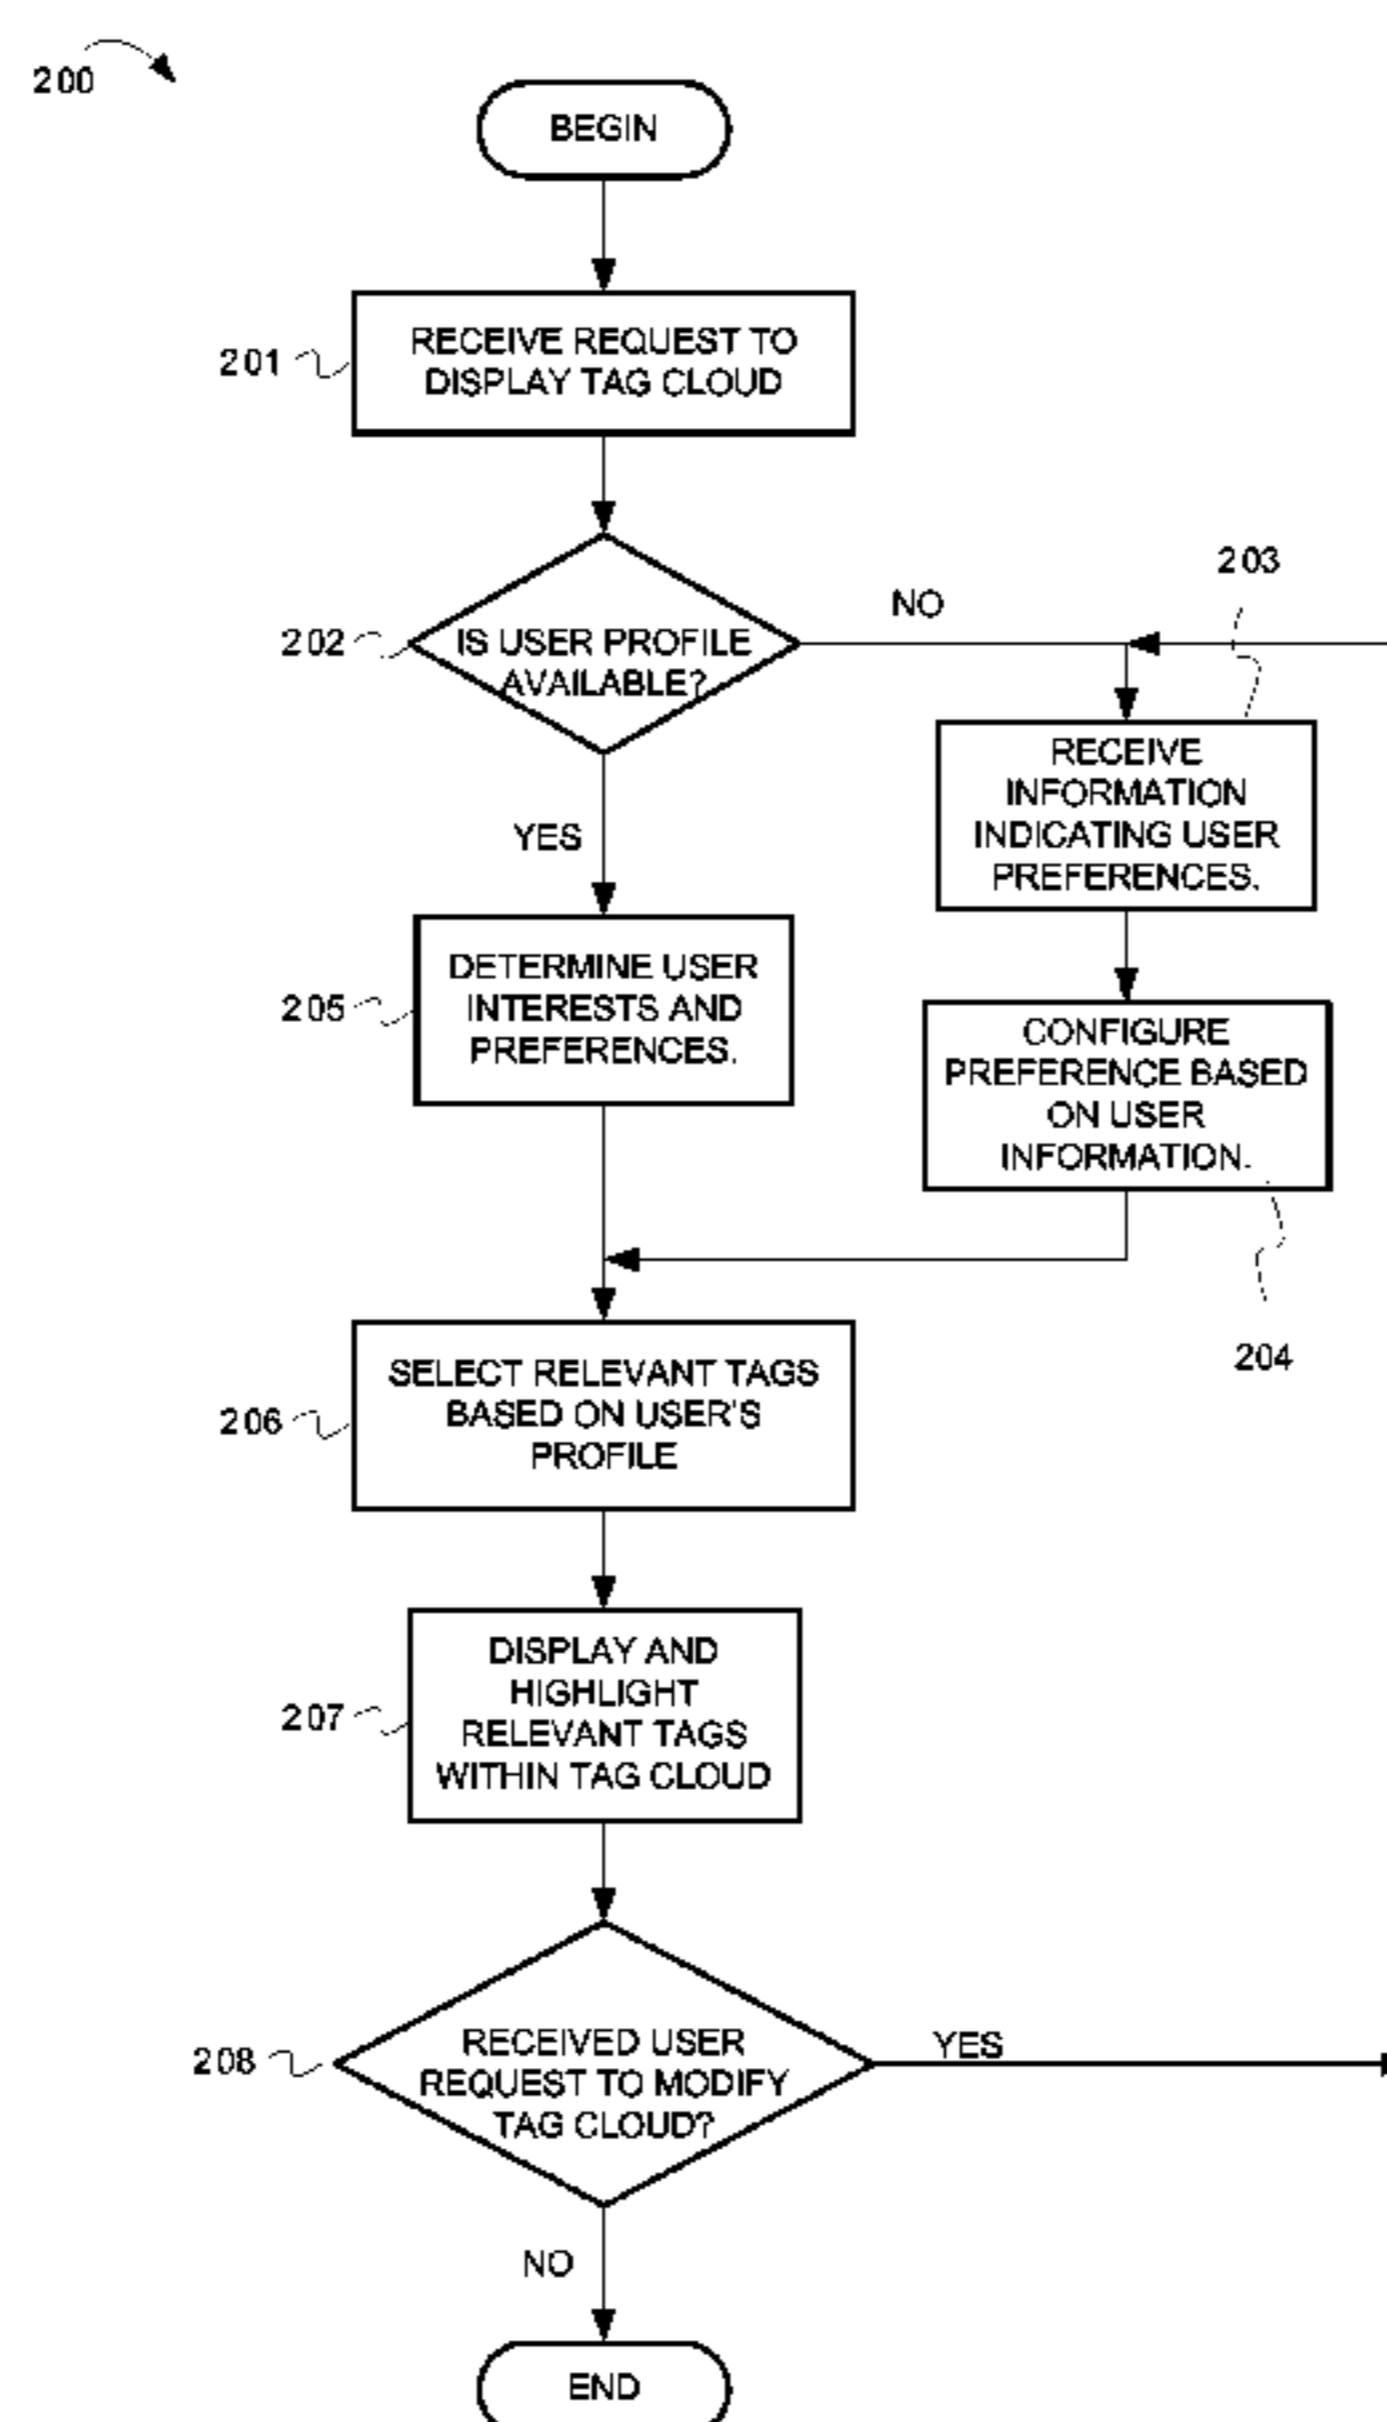 200
BEGIN
201
RECEIVE REQUEST TO
DISPLAY TAG CLOUD
202
IS USER PROFILE
AVAILABLE?
NO
203
RECEIVE
INFORMATION
INDICATING USER
PREFERENCES.
YES
205
DETERMINE USER
INTERESTS AND
PREFERENCES.
CONFIGURE
PREFERENCE BASED
ON USER
INFORMATION.
204
206
SELECT RELEVANT TAGS
BASED ON USER'S
PROFILE
207
DISPLAY AND
HIGHLIGHT
RELEVANT TAGS
WITHIN TAG CLOUD
208
RECEIVED USER
REQUEST TO MODIFY
TAG CLOUD?
YES
NO
END